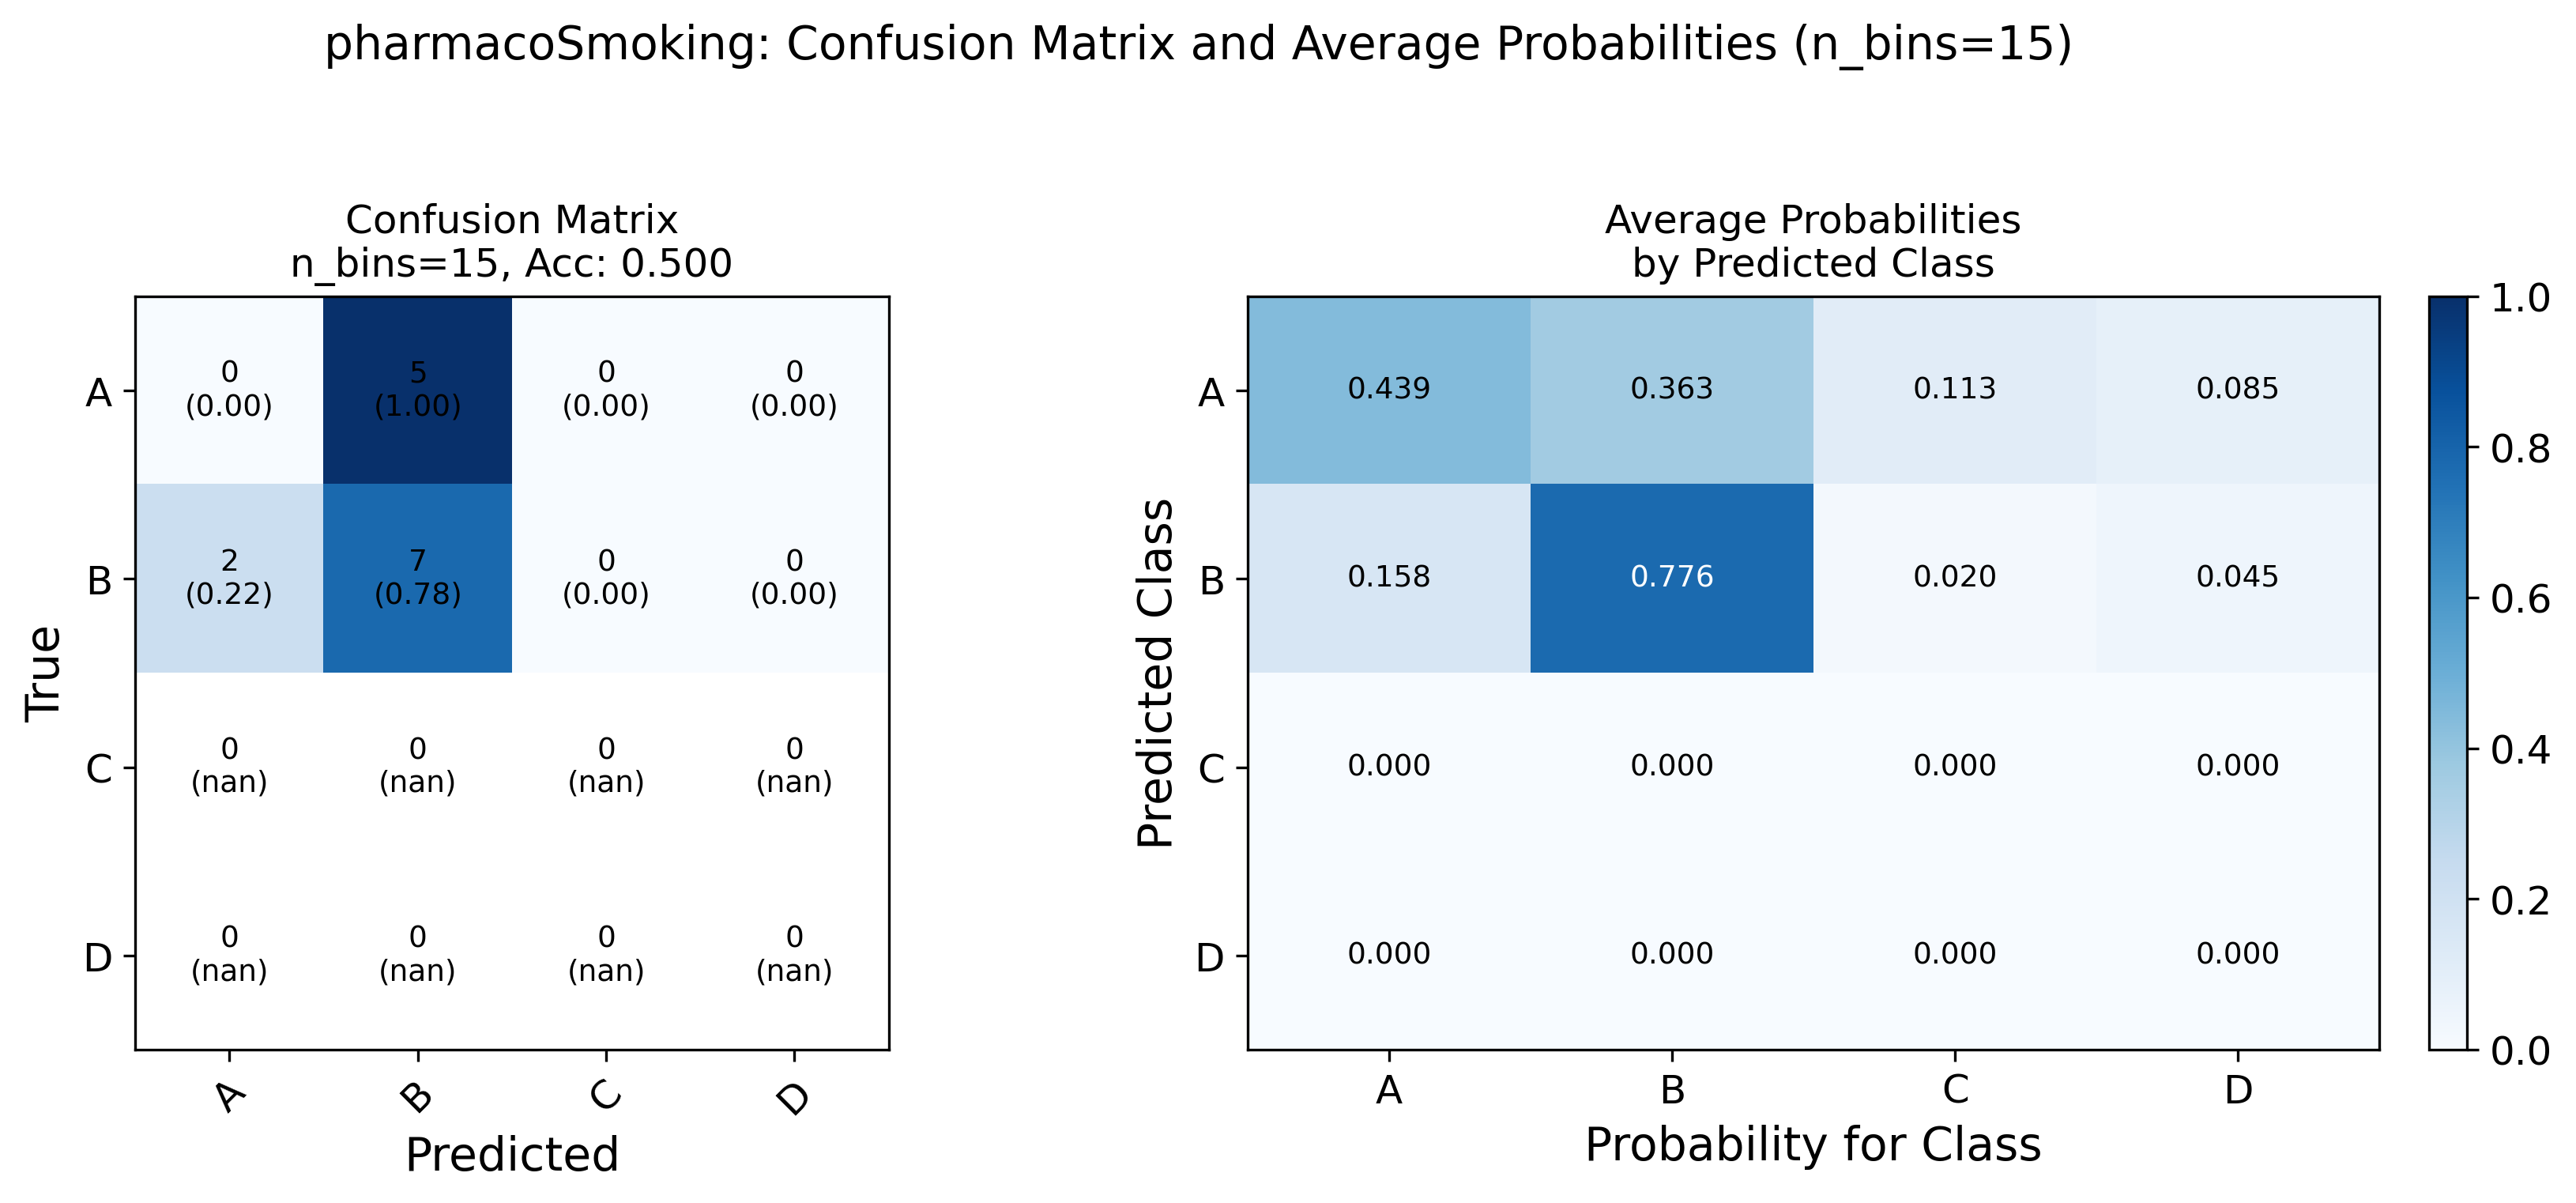 pharmacoSmoking: Confusion Matrix and Average Probabilities (n_bins=15)
Confusion Matrix
n_bins=15, Acc: 0.500
True
A
B
C
D
0
(0.00)
5
(1.00)
0
(0.00)
0
(0.00)
2
(0.22)
7
(0.78)
0
(0.00)
0
(0.00)
0
(nan)
0
(nan)
0
(nan)
0
(nan)
0
(nan)
0
(nan)
0
(nan)
0
(nan)
A
B
C
D
Predicted
Average Probabilities
by Predicted Class
Predicted Class
A
B
C
D
0.439
0.363
0.113
0.085
0.158
0.776
0.020
0.045
0.000
0.000
0.000
0.000
0.000
0.000
0.000
0.000
A
B
C
D
Probability for Class
1.0
0.8
0.6
0.4
0.2
0.0